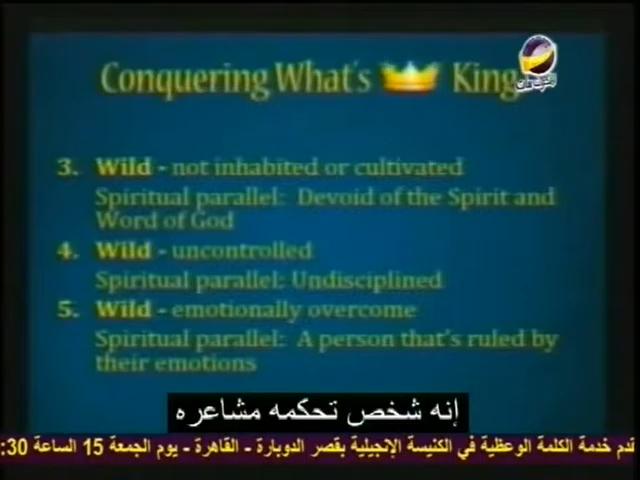 Conquering What's King
3. Wild - not inhabited or cultivated
Spiritual parallel: Devoid of the Spirit and
Word of God
4. Wild - uncontrolled
Spiritual parallel: Undisciplined
5. Wild - emotionally overcome
Spiritual parallel: A person that's ruled by
their emotions
إنه شخص تحكمه مشاعره
تدم خدمة الكلمة الوعظية في الكنيسة الإنجيلية بقصر الدوبارة - القاهرة - يوم الجمعة 15 الساعة 30: